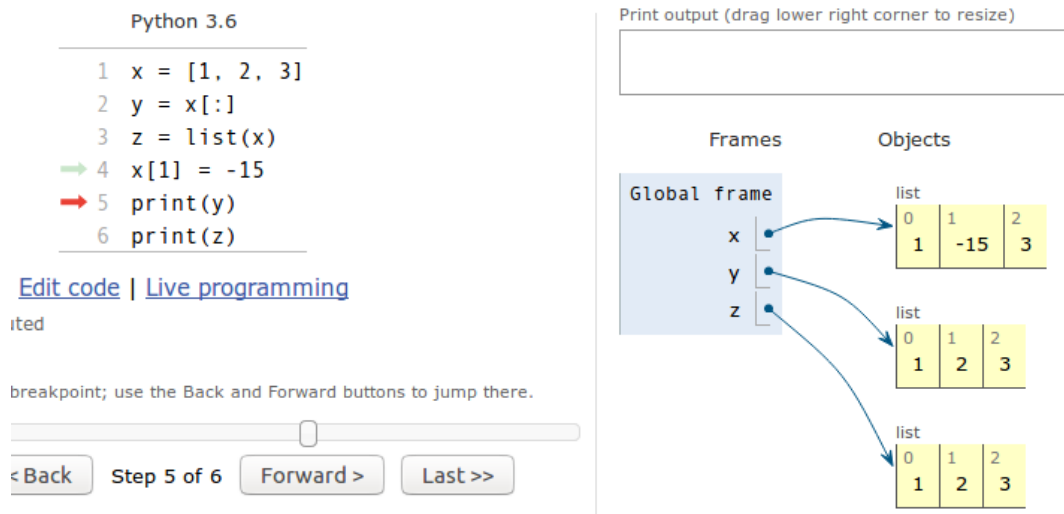 Python 3.6
1 x = [1, 2, 3]
2 y = x[:]
3 z = list(x)
4 x[1] = -15
5 print(y)
6 print(z)
Edit code | Live programming
uted
breakpoint; use the Back and Forward buttons to jump there.
< Back Step 5 of 6 Forward > Last >>
Print output (drag lower right corner to resize)
Frames Objects
Global frame
x
y
z
list
0 1 2
1 -15 3
list
0 1 2
1 2 3
list
0 1 2
1 2 3